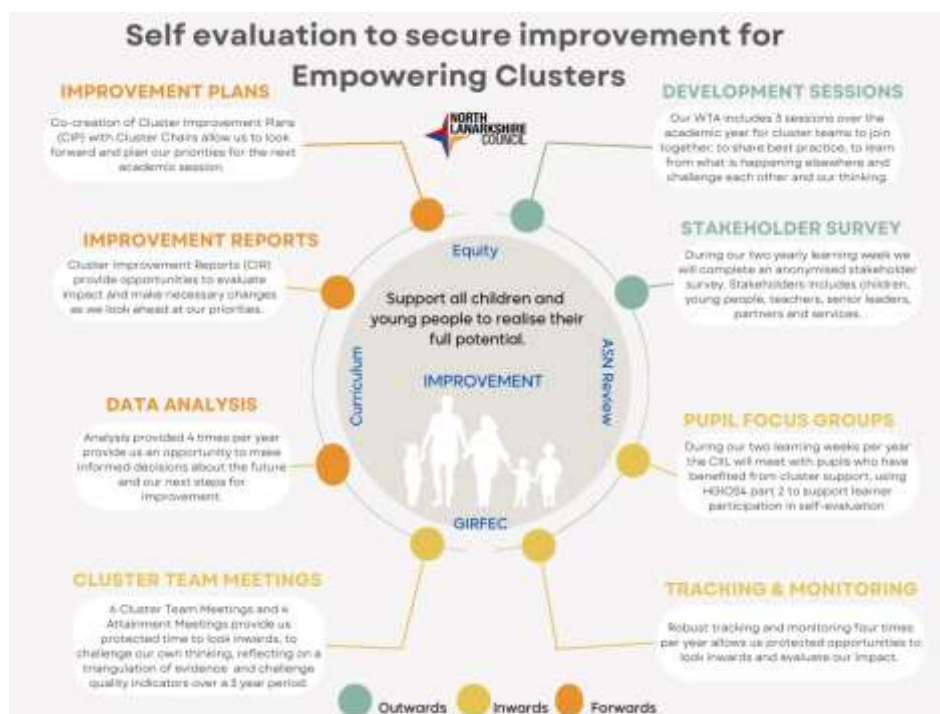 Self evaluation to secure improvement for
Empowering Clusters
NORTH
LANARKSHIRE
COUNCIL
IMPROVEMENT PLANS
Co-creation of Cluster Improvement Plans
(CIP) with Cluster Chairs allow us to look
forward and plan our priorities for the next
academic session.
IMPROVEMENT REPORTS
Cluster Improvement Reports (CIR)
provide opportunities to evaluate
impact and make necessary changes
as we look ahead at our priorities.
DATA ANALYSIS
Analysis provided 4 times per year
provide us an opportunity to make
informed decisions about the future
and our next steps for
improvement.
CLUSTER TEAM MEETINGS
6 Cluster Team Meetings and 4
Attainment Meetings provide us
protected time to look inwards, to
challenge our own thinking, reflecting on a
triangulation of evidence and challenge
quality indicators over a 3 year period.
DEVELOPMENT SESSIONS
Our WTA includes 3 sessions over the
academic year for cluster teams to join
together, to share best practice, to learn
from what is happening elsewhere and
challenge each other and our thinking.
STAKEHOLDER SURVEY
During our two yearly learning week we
will complete an anonymised stakeholder
survey. Stakeholders includes children,
young people, teachers, senior leaders,
partners and services.
PUPIL FOCUS GROUPS
During our two learning weeks per year
the CIIL will meet with pupils who have
benefited from cluster support, using
HGIOS4 part 2 to support learner
participation in self-evaluation
TRACKING & MONITORING
Robust tracking and monitoring four times
per year allows us protected opportunities to
look inwards and evaluate our impact.
Equity
Support all children and
young people to realise their
full potential.
IMPROVEMENT
Curriculum
ASN Review
GIRFEC
Outwards
Inwards
Forwards